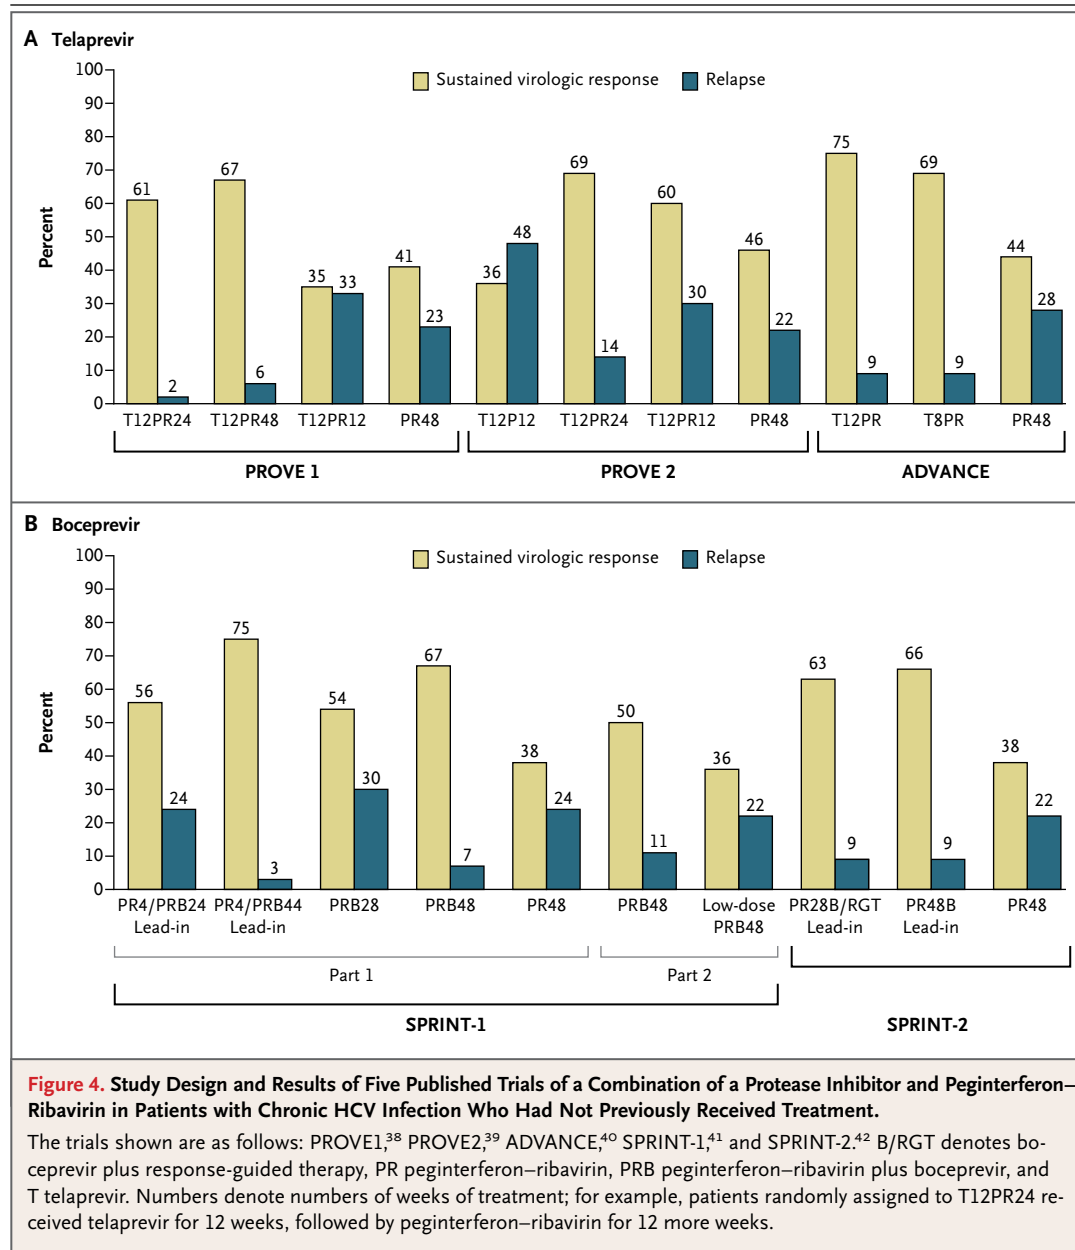 A Telaprevir
Sustained virologic response Relapse
Percent
100
90
80
70
60
50
40
30
20
10
0
61 2 67 6 35 33 41 23 36 48 69 14 60 30 46 22 75 9 69 9 44 28
T12PR24 T12PR48 T12PR12 PR48 T12P12 T12PR24 T12PR12 PR48 T12PR T8PR PR48
PROVE 1 PROVE 2 ADVANCE
B Boceprevir
Sustained virologic response Relapse
Percent
100
90
80
70
60
50
40
30
20
10
0
56 24 75 3 54 30 67 7 38 24 50 11 36 22 63 9 66 9 38 22
PR4/PRB24 PR4/PRB44 PRB28 PRB48 PR48 PRB48 Low-dose PR28B/RGT PR48B PR48
Lead-in Lead-in PRB48 Lead-in Lead-in
Part 1 Part 2
SPRINT-1 SPRINT-2
Figure 4. Study Design and Results of Five Published Trials of a Combination of a Protease Inhibitor and Peginterferon–
Ribavirin in Patients with Chronic HCV Infection Who Had Not Previously Received Treatment.
The trials shown are as follows: PROVE1,38 PROVE2,39 ADVANCE,40 SPRINT-1,41 and SPRINT-2.42 B/RGT denotes bo-
ceprevir plus response-guided therapy, PR peginterferon–ribavirin, PRB peginterferon–ribavirin plus boceprevir, and
T telaprevir. Numbers denote numbers of weeks of treatment; for example, patients randomly assigned to T12PR24 re-
ceived telaprevir for 12 weeks, followed by peginterferon–ribavirin for 12 more weeks.